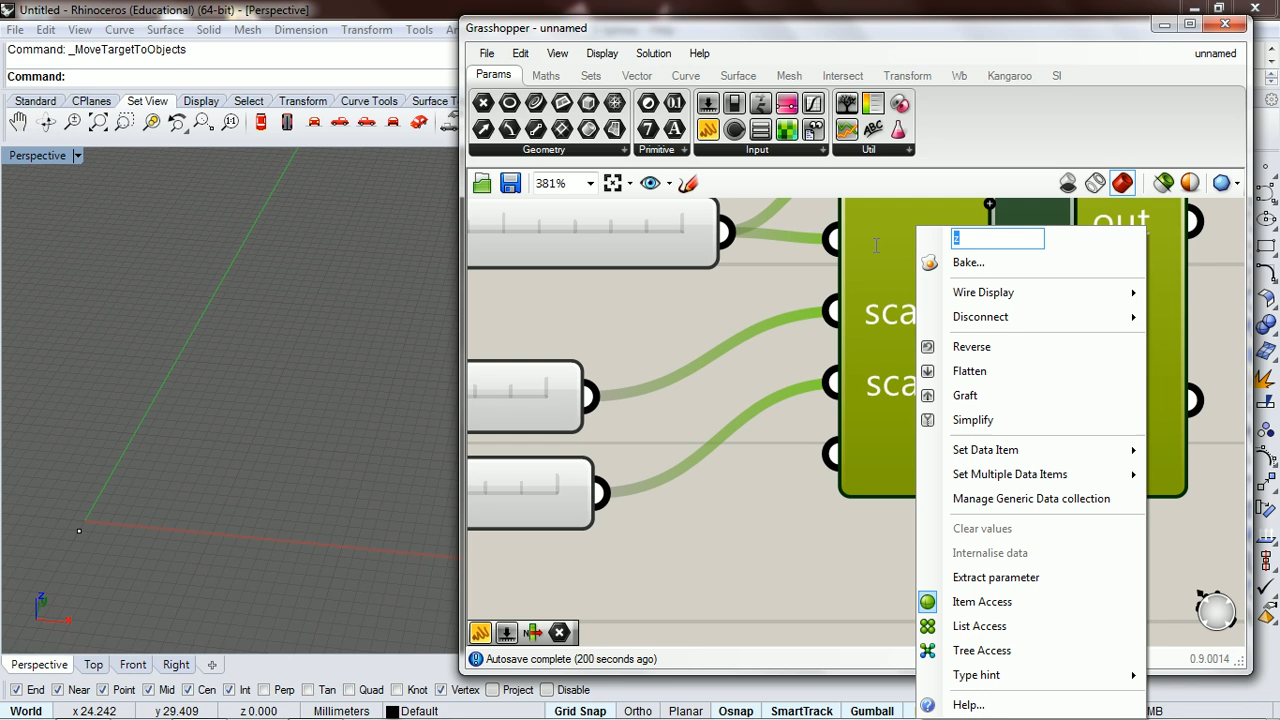 Untitled - Rhinoceros (Educational) (64-bit) - [Perspective]
File Edit View Curve Surface Solid Mesh Dimension Transform Tools
Command: _MoveTargetToObjects
Command:
Standard CPlanes Set View Display Select Transform Curve Tools Surface To
Perspective
z
y
x
Perspective Top Front Right
End Near Point Mid Cen Int Perp Tan Quad Knot Vertex Project Disable
World x 24.242 y 29.409 z 0.000 Millimeters Default Grid Snap Ortho Planar Osnap SmartTrack Gumball MB
Grasshopper - unnamed
File Edit View Display Solution Help unnamed
Params Maths Sets Vector Curve Surface Mesh Intersect Transform Wb Kangaroo SI
Geometry Primitive Input Util
381%
out
sca
sca
z
Bake...
Wire Display
Disconnect
Reverse
Flatten
Graft
Simplify
Set Data Item
Set Multiple Data Items
Manage Generic Data collection
Clear values
Internalise data
Extract parameter
Item Access
List Access
Tree Access
Type hint
Help...
Autosave complete (200 seconds ago) 0.9.0014